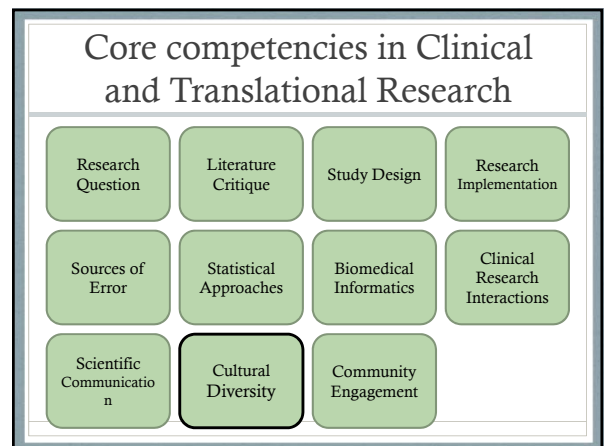 Core competencies in Clinical
and Translational Research
Research
Question
Literature
Critique
Study Design
Research
Implementation
Sources of
Error
Statistical
Approaches
Biomedical
Informatics
Clinical
Research
Interactions
Scientific
Communicatio
n
Cultural
Diversity
Community
Engagement